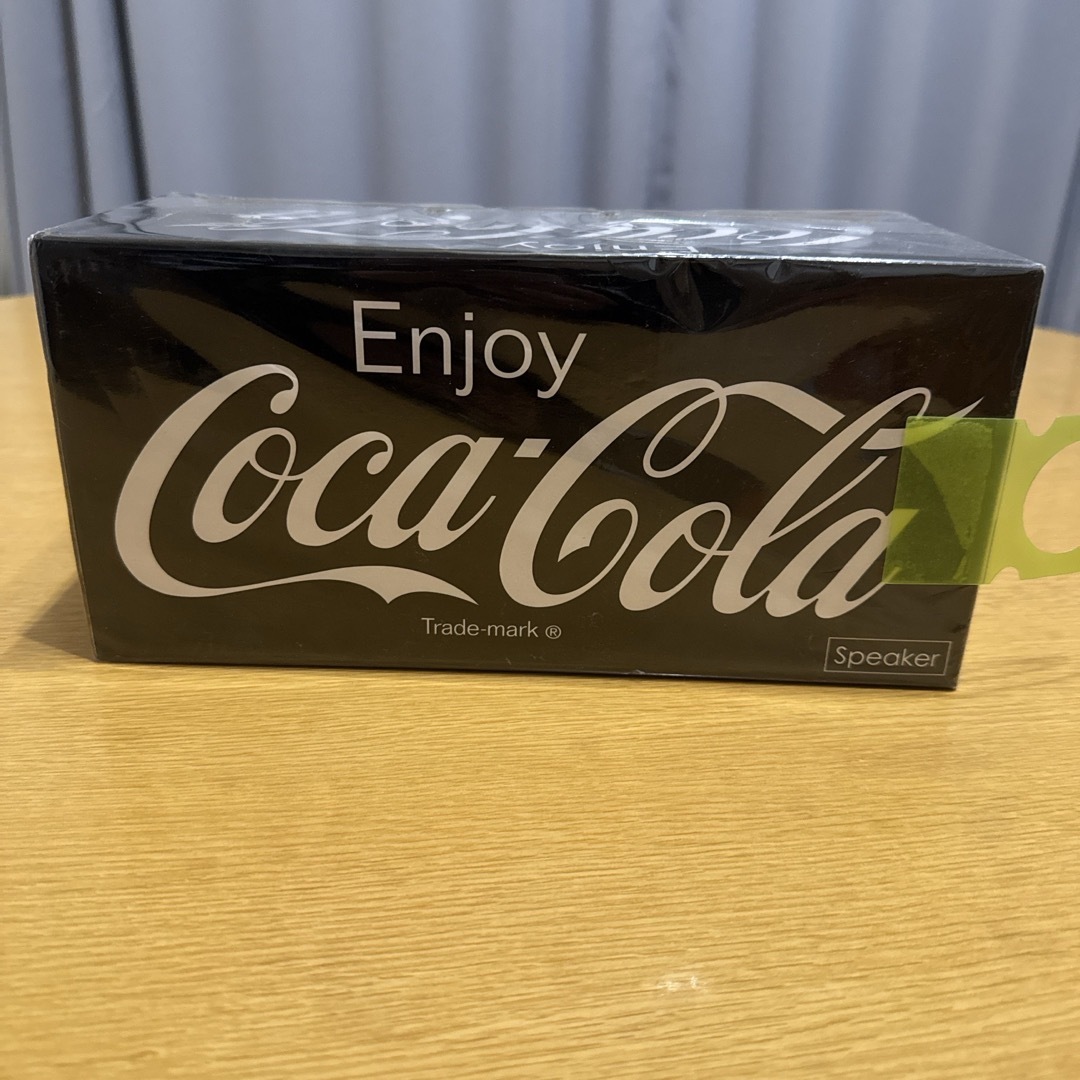 Enjoy
Coca-Cola
Trade-mark ®
Speaker